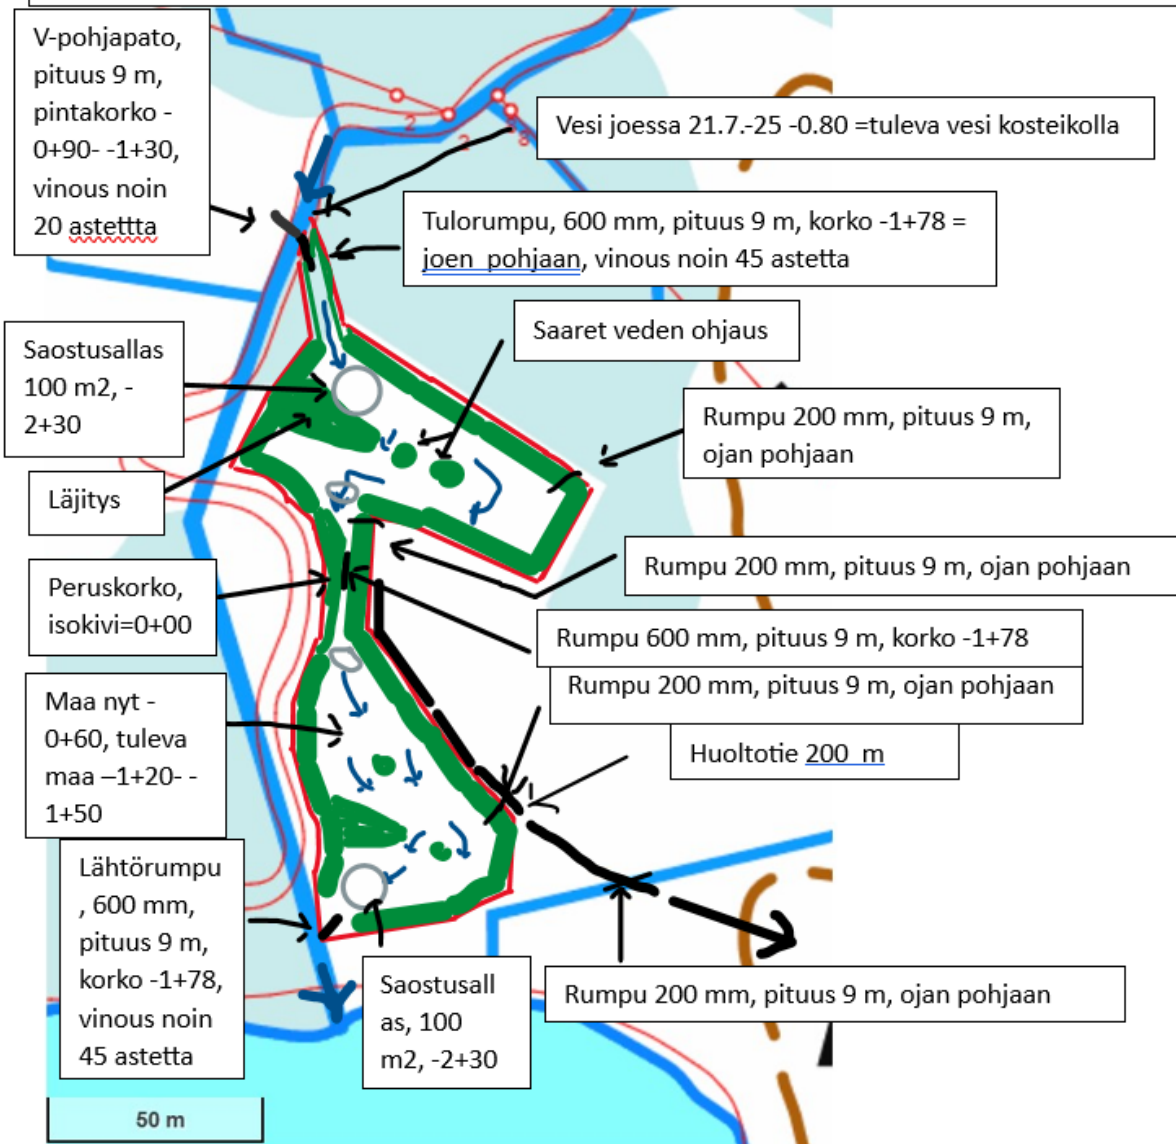 V-pohjapato,
pituus 9 m,
pintakorko -
0+90- -1+30,
vinous noin
20 astettta
Vesi joessa 21.7.-25 -0.80 =tuleva vesi kosteikolla
Tulorumpu, 600 mm, pituus 9 m, korko -1+78 =
joen pohjaan, vinous noin 45 astetta
Saaret veden ohjaus
Saostusallas
100 m2, -
2+30
Rumpu 200 mm, pituus 9 m,
ojan pohjaan
Läjitys
Rumpu 200 mm, pituus 9 m, ojan pohjaan
Peruskorko,
isokivi=0+00
Rumpu 600 mm, pituus 9 m, korko -1+78
Rumpu 200 mm, pituus 9 m, ojan pohjaan
Maa nyt -
0+60, tuleva
maa –1+20- -
1+50
Huoltotie 200 m
Lähtörumpu
, 600 mm,
pituus 9 m,
korko -1+78,
vinous noin
45 astetta
Saostusall
as, 100
m2, -2+30
Rumpu 200 mm, pituus 9 m, ojan pohjaan
50 m
2
2
8